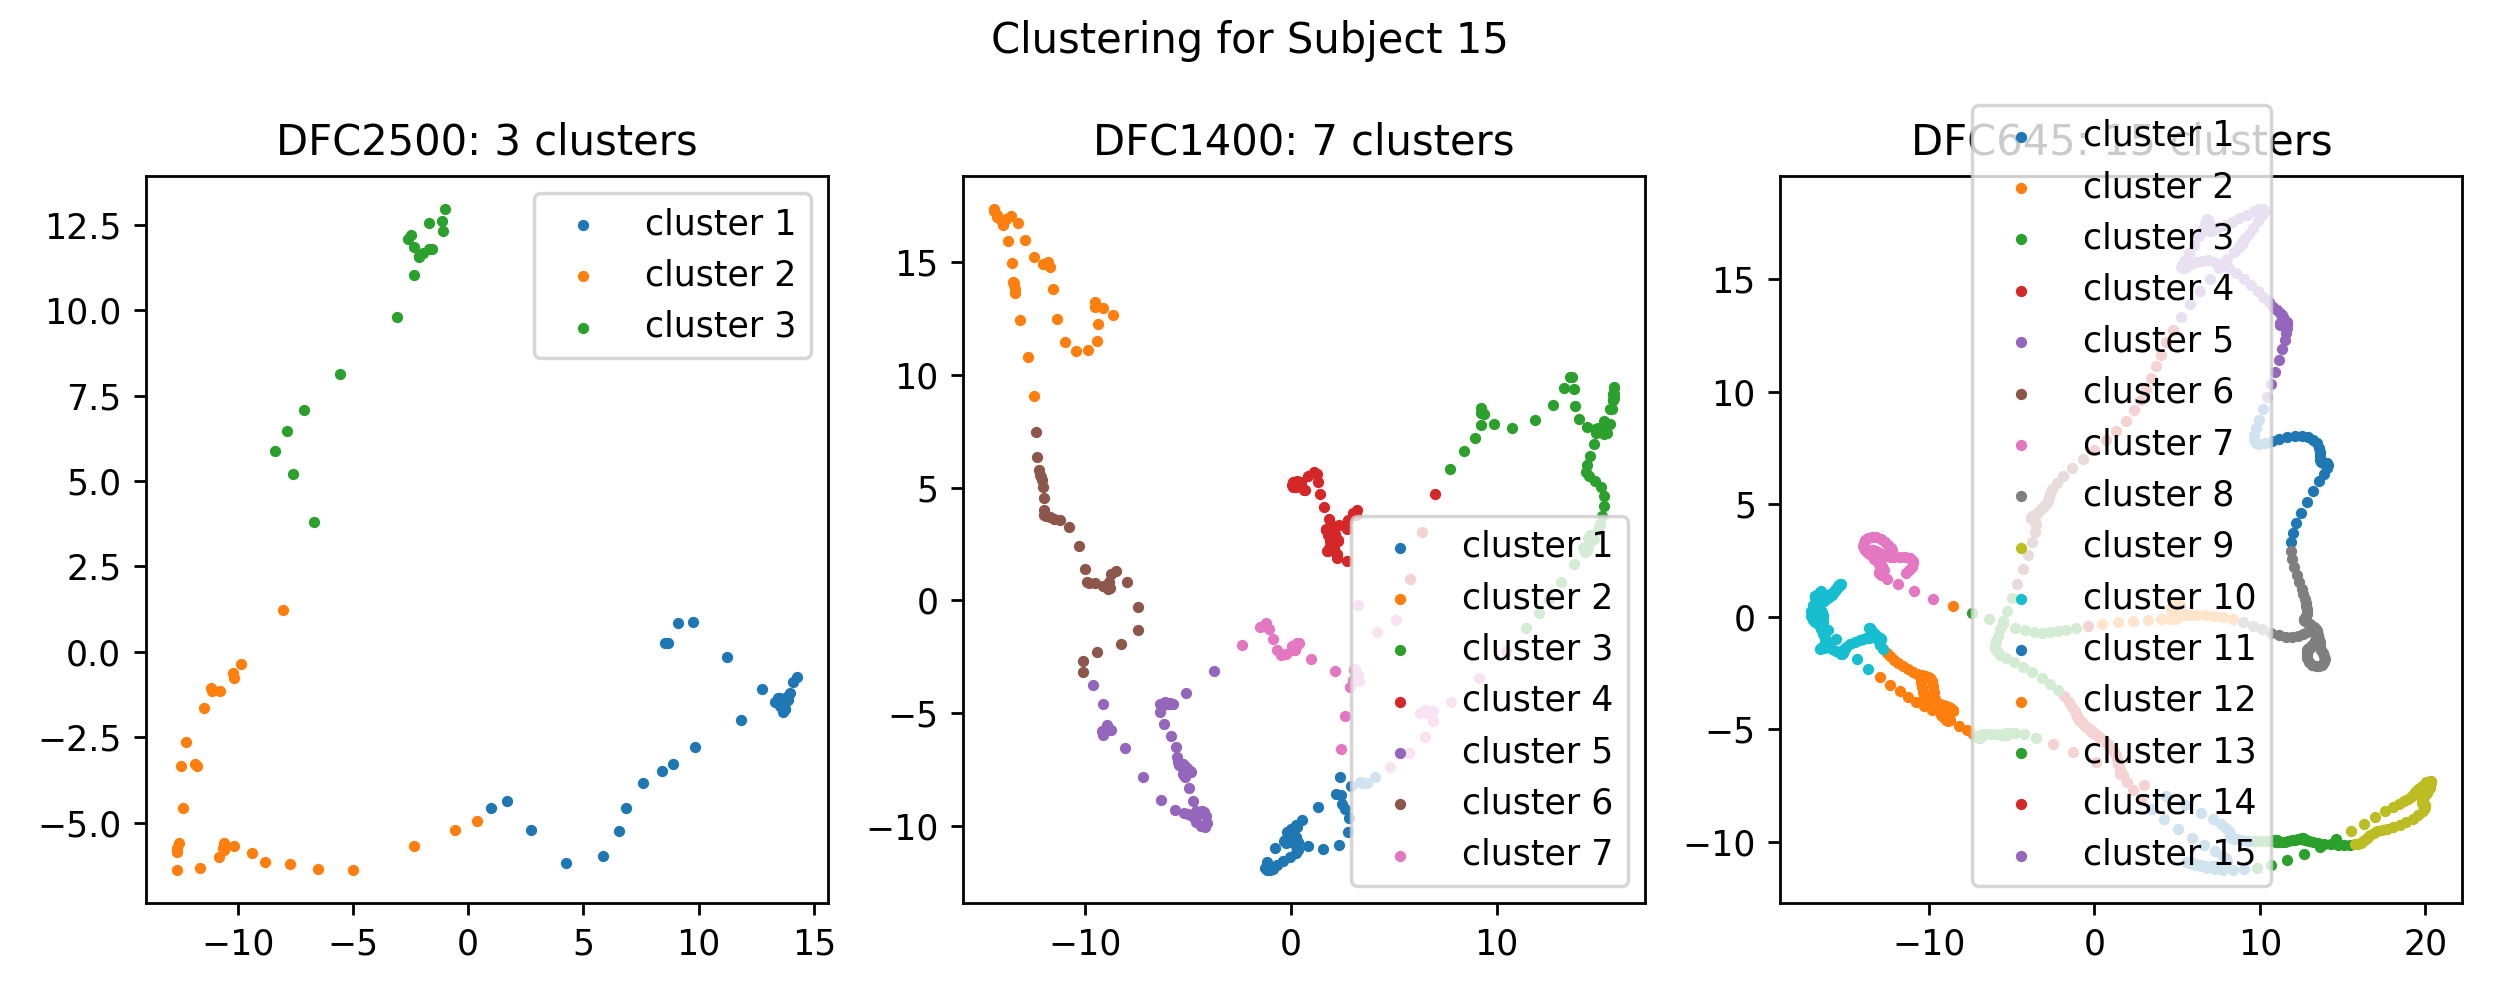 Clustering for Subject 15
DFC2500: 3 clusters
12.5
10.0
7.5
5.0
2.5
0.0
−2.5
−5.0
−10
−5
0
5
10
15
cluster 1
cluster 2
cluster 3
DFC1400: 7 clusters
15
10
5
0
−5
−10
−10
0
10
cluster 1
cluster 2
cluster 3
cluster 4
cluster 5
cluster 6
cluster 7
DFC645: 15 clusters
15
10
5
0
−5
−10
−10
0
10
20
cluster 1
cluster 2
cluster 3
cluster 4
cluster 5
cluster 6
cluster 7
cluster 8
cluster 9
cluster 10
cluster 11
cluster 12
cluster 13
cluster 14
cluster 15